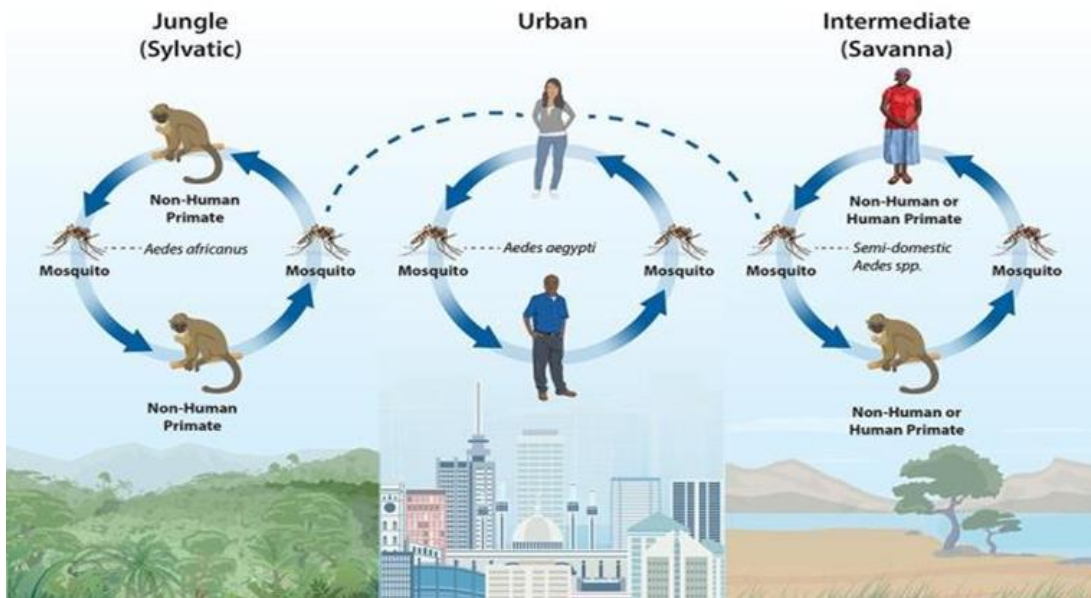 Jungle
(Sylvatic)
Urban
Intermediate
(Savanna)
Non-Human
Primate
Non-Human or
Human Primate
Aedes africanus
Aedes aegypti
Semi-domestic
Aedes spp.
Mosquito
Mosquito
Mosquito
Mosquito
Mosquito
Mosquito
Non-Human
Primate
Non-Human or
Human Primate